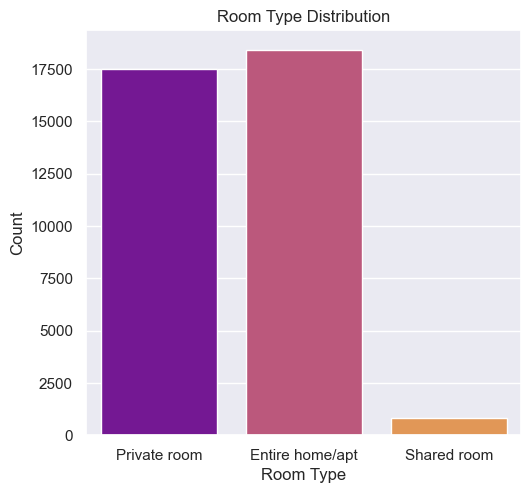 Room Type Distribution
17500
15000
12500
10000
7500
5000
2500
0
Count
Private room
Entire home/apt
Shared room
Room Type